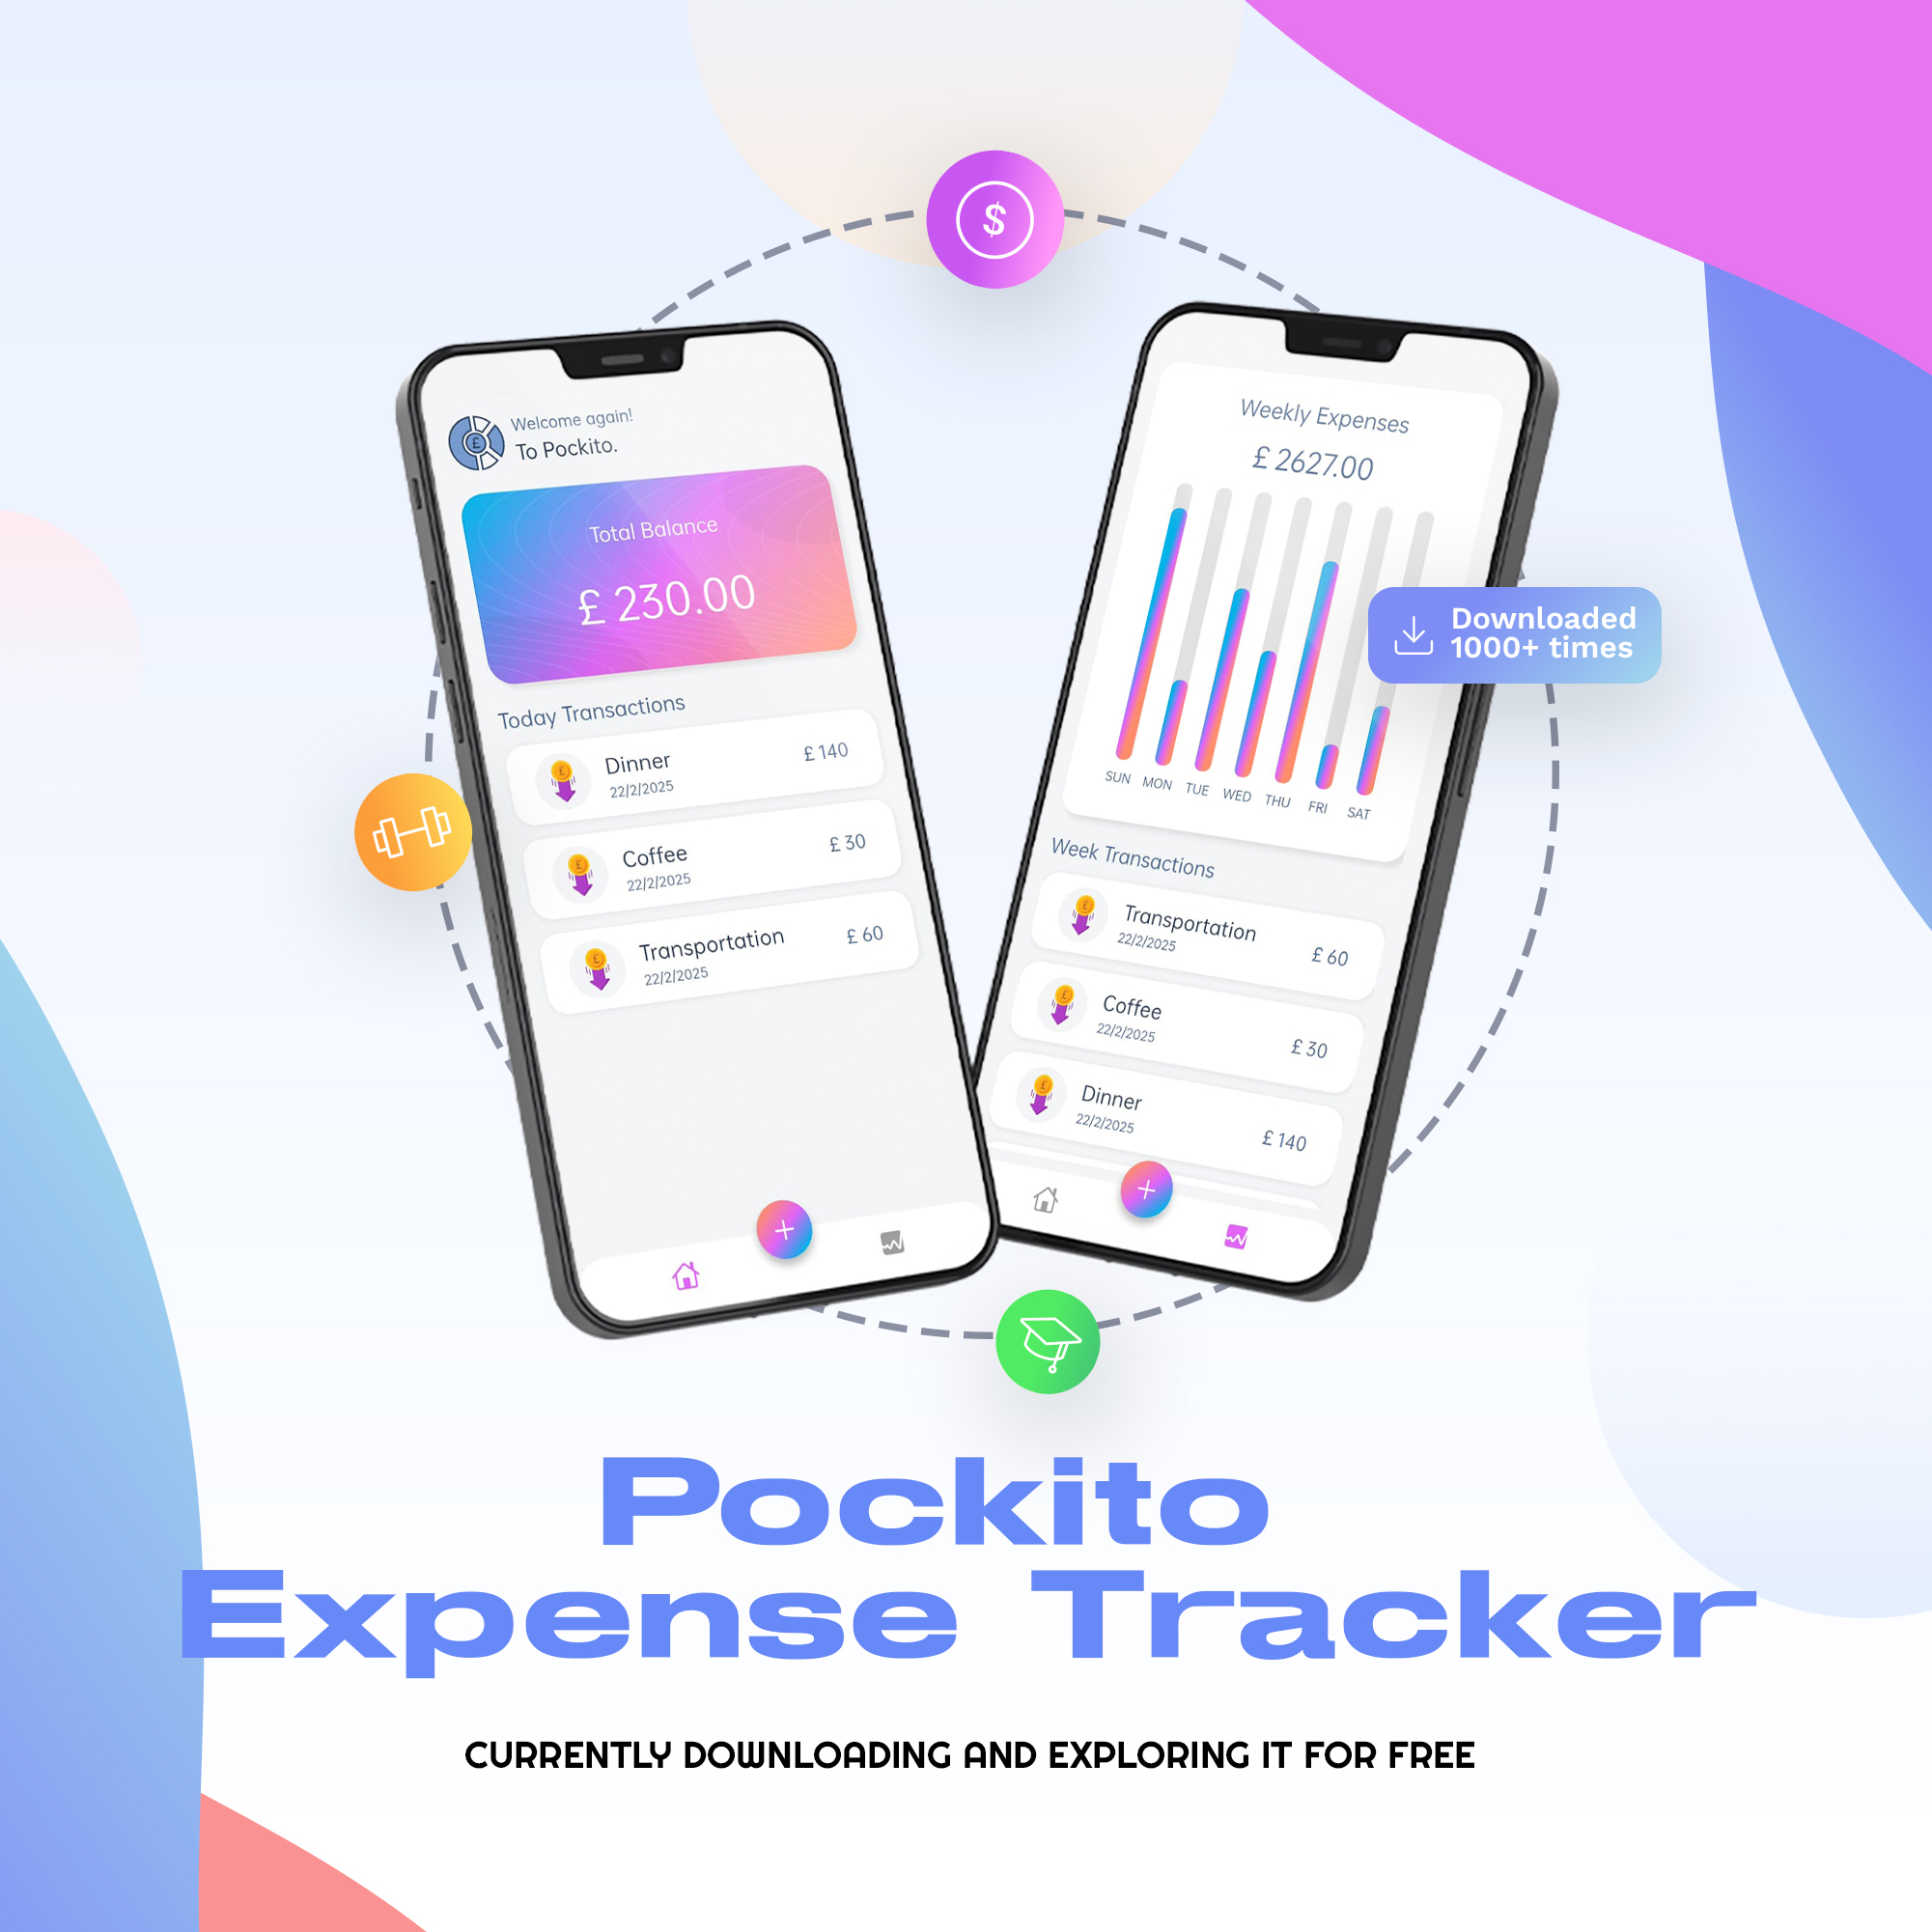 $
Welcome again!
To Pockito.
£
Total Balance
£ 230.00
Today Transactions
£
Dinner
22/2/2025
£ 140
£
Coffee
22/2/2025
£ 30
£
Transportation
22/2/2025
£ 60
+
Weekly Expenses
£ 2627.00
SUN MON TUE WED THU FRI SAT
Downloaded
1000+ times
Week Transactions
£
Transportation
22/2/2025
£ 60
£
Coffee
22/2/2025
£ 30
£
Dinner
22/2/2025
£ 140
+
Pockito
Expense Tracker
CURRENTLY DOWNLOADING AND EXPLORING IT FOR FREE